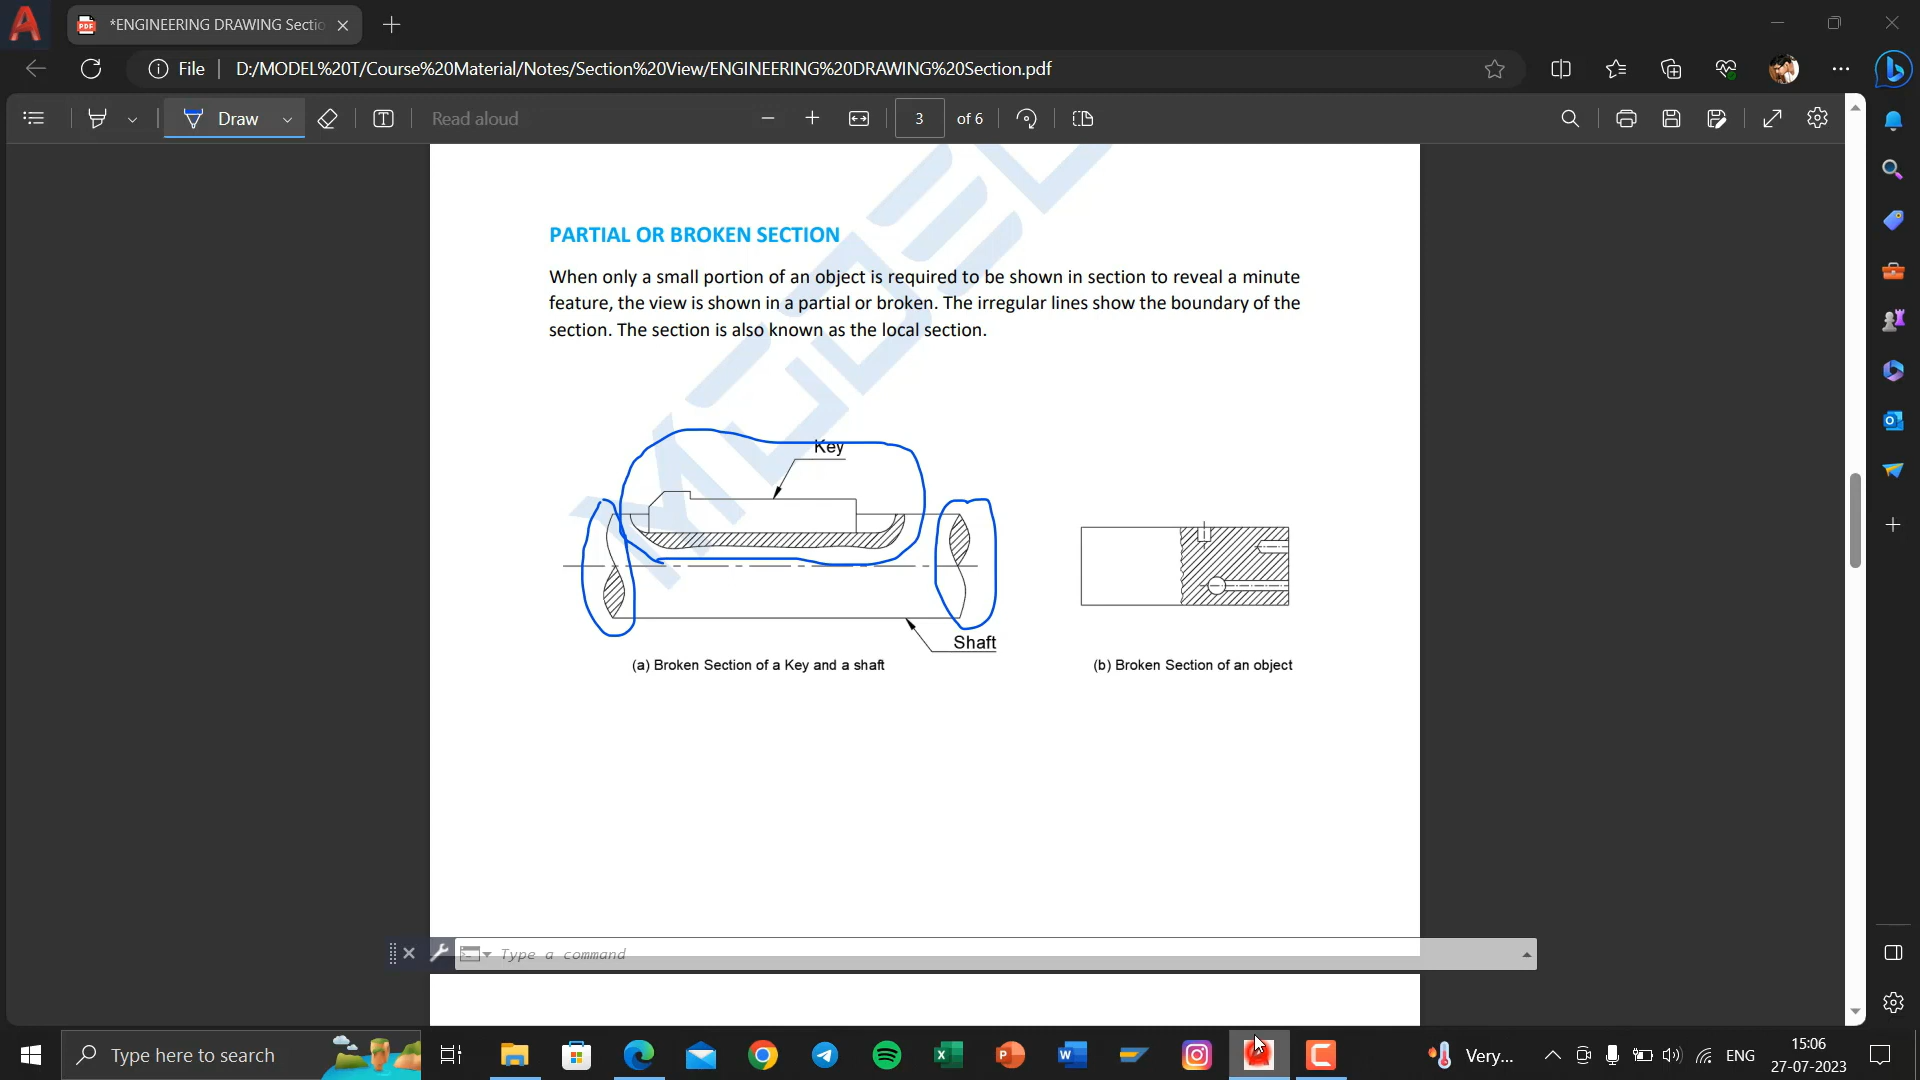 *ENGINEERING DRAWING Sectio
File
D:/MODEL%20T/Course%20Material/Notes/Section%20View/ENGINEERING%20DRAWING%20Section.pdf
Draw
Read aloud
3 of 6
MODEL
PARTIAL OR BROKEN SECTION
When only a small portion of an object is required to be shown in section to reveal a minute
feature, the view is shown in a partial or broken. The irregular lines show the boundary of the
section. The section is also known as the local section.
Key
Shaft
(a) Broken Section of a Key and a shaft
(b) Broken Section of an object
Type a command
Type here to search
Very...
ENG
15:06
27-07-2023